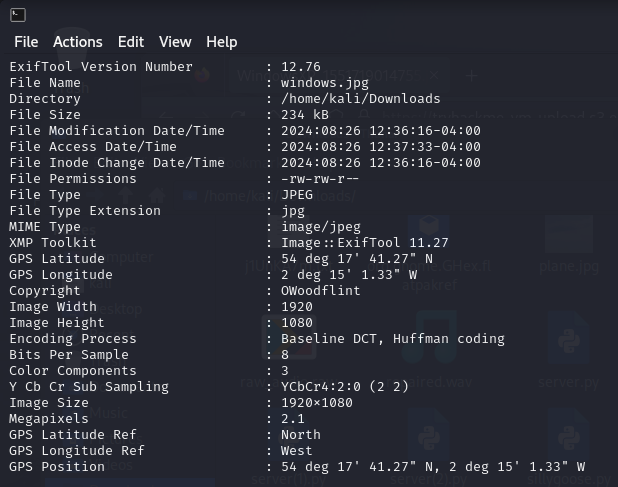 File Actions Edit View Help
ExifTool Version Number : 12.76
File Name : windows.jpg
Directory : /home/kali/Downloads
File Size : 234 kB
File Modification Date/Time : 2024:08:26 12:36:16-04:00
File Access Date/Time : 2024:08:26 12:37:33-04:00
File Inode Change Date/Time : 2024:08:26 12:36:16-04:00
File Permissions : -rw-rw-r--
File Type : JPEG
File Type Extension : jpg
MIME Type : image/jpeg
XMP Toolkit : Image::ExifTool 11.27
GPS Latitude : 54 deg 17' 41.27" N
GPS Longitude : 2 deg 15' 1.33" W
Copyright : OWoodflint
Image Width : 1920
Image Height : 1080
Encoding Process : Baseline DCT, Huffman coding
Bits Per Sample : 8
Color Components : 3
Y Cb Cr Sub Sampling : YCbCr4:2:0 (2 2)
Image Size : 1920×1080
Megapixels : 2.1
GPS Latitude Ref : North
GPS Longitude Ref : West
GPS Position : 54 deg 17' 41.27" N, 2 deg 15' 1.33" W
plane.jpg
server.py